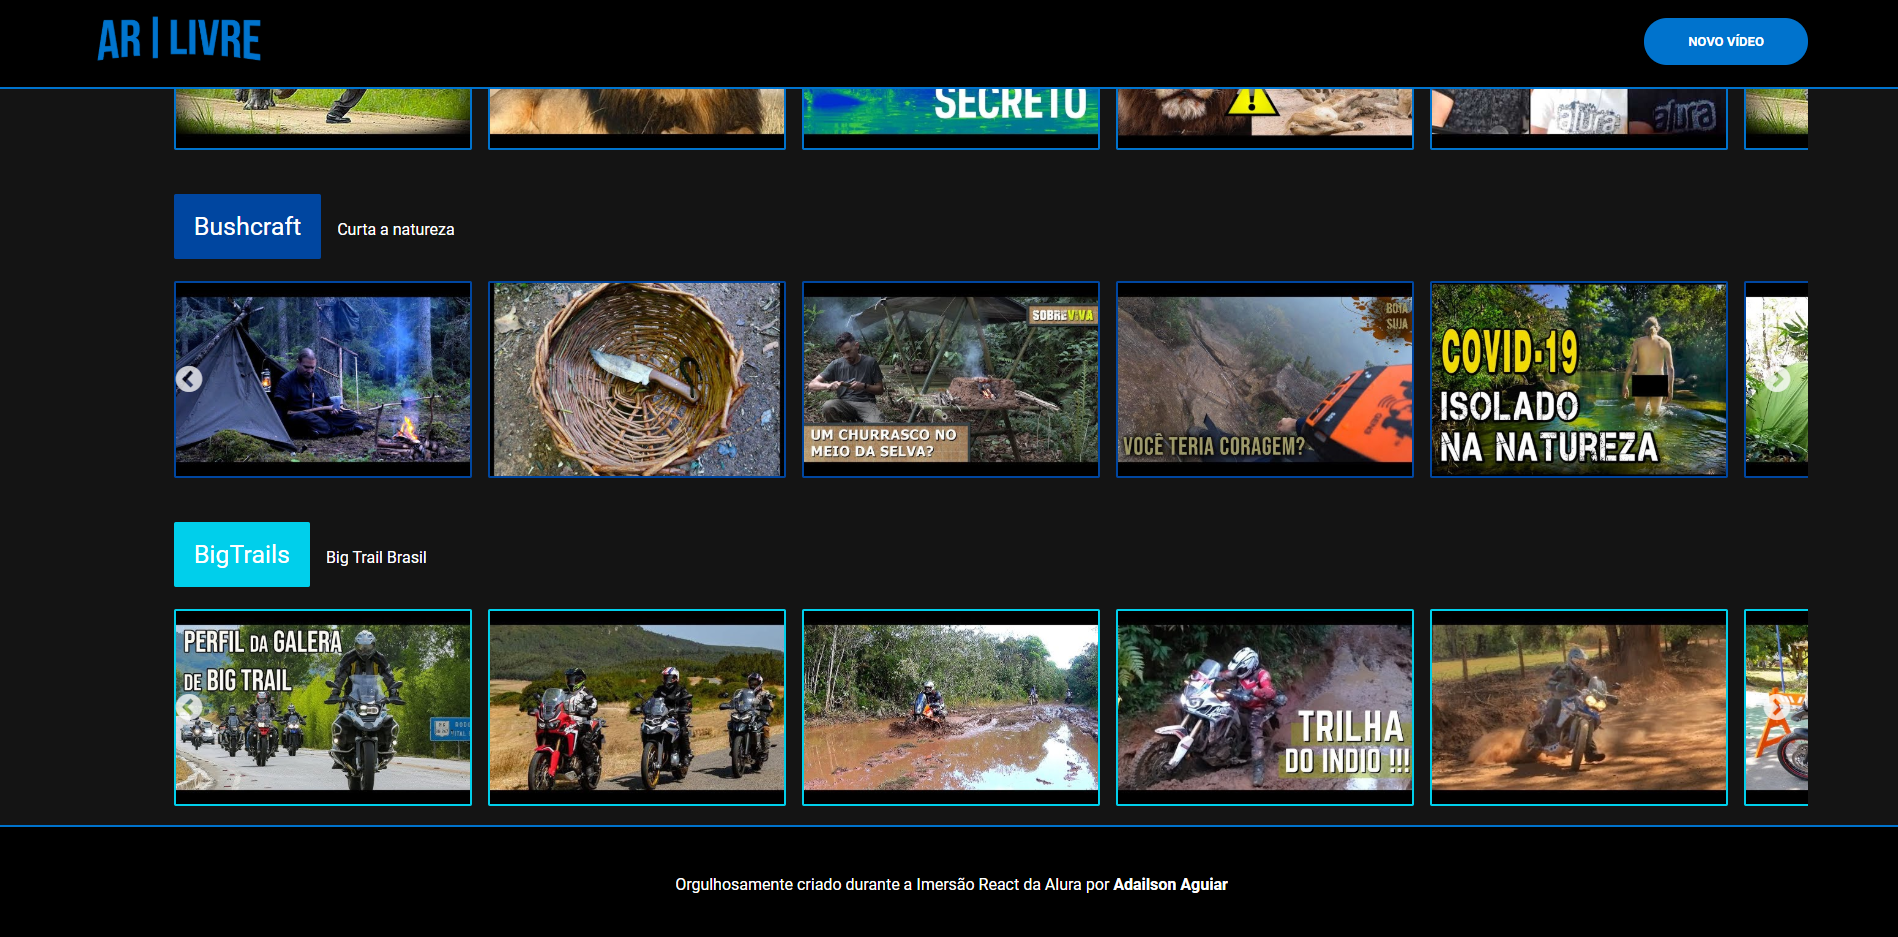 AR | LIVRE
NOVO VÍDEO
SECRETO
alura
alura
Bushcraft
Curta a natureza
SOBREVIVA
UM CHURRASCO NO
MEIO DA SELVA?
BOTA
SUJA
VOCÊ TERIA CORAGEM?
COVID-19
ISOLADO
NA NATUREZA
BigTrails
Big Trail Brasil
PERFIL DA GALERA
DE BIG TRAIL
TRILHA
DO INDIO !!!
Orgulhosamente criado durante a Imersão React da Alura por Adailson Aguiar